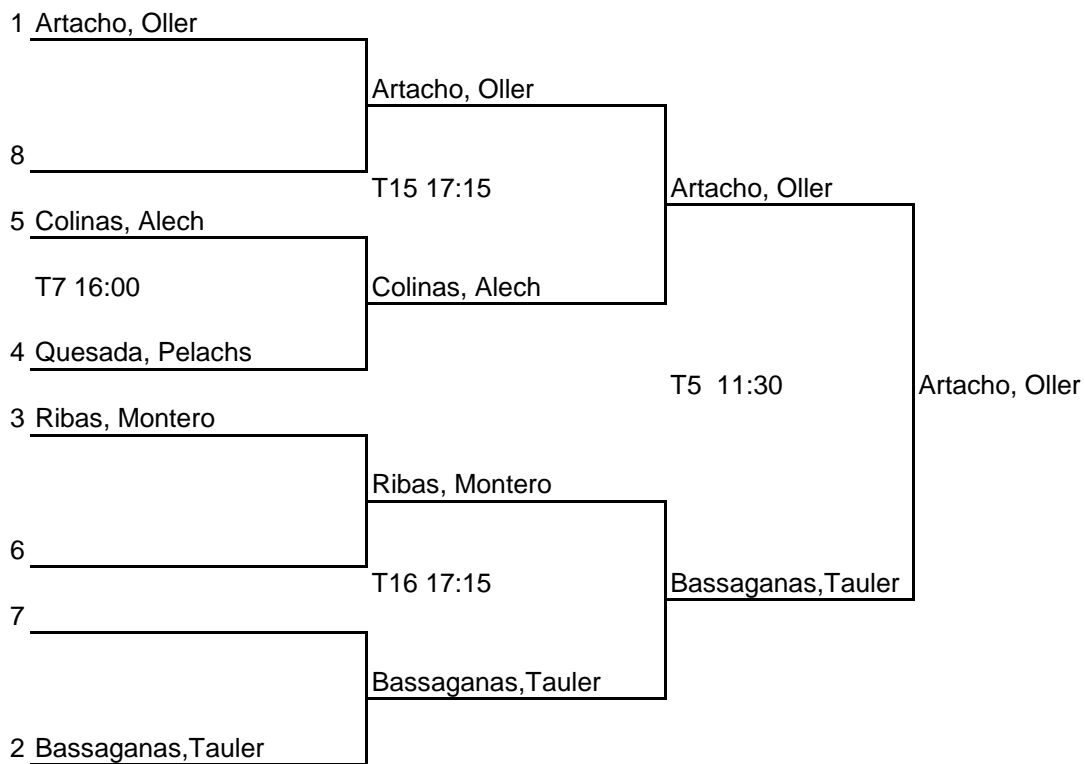 1 Artacho, Oller
Artacho, Oller
8
T15 17:15
Artacho, Oller
5 Colinas, Alech
T7 16:00
Colinas, Alech
4 Quesada, Pelachs
T5  11:30
Artacho, Oller
3 Ribas, Montero
Ribas, Montero
6
T16 17:15
Bassaganas,Tauler
7
Bassaganas,Tauler
2 Bassaganas,Tauler